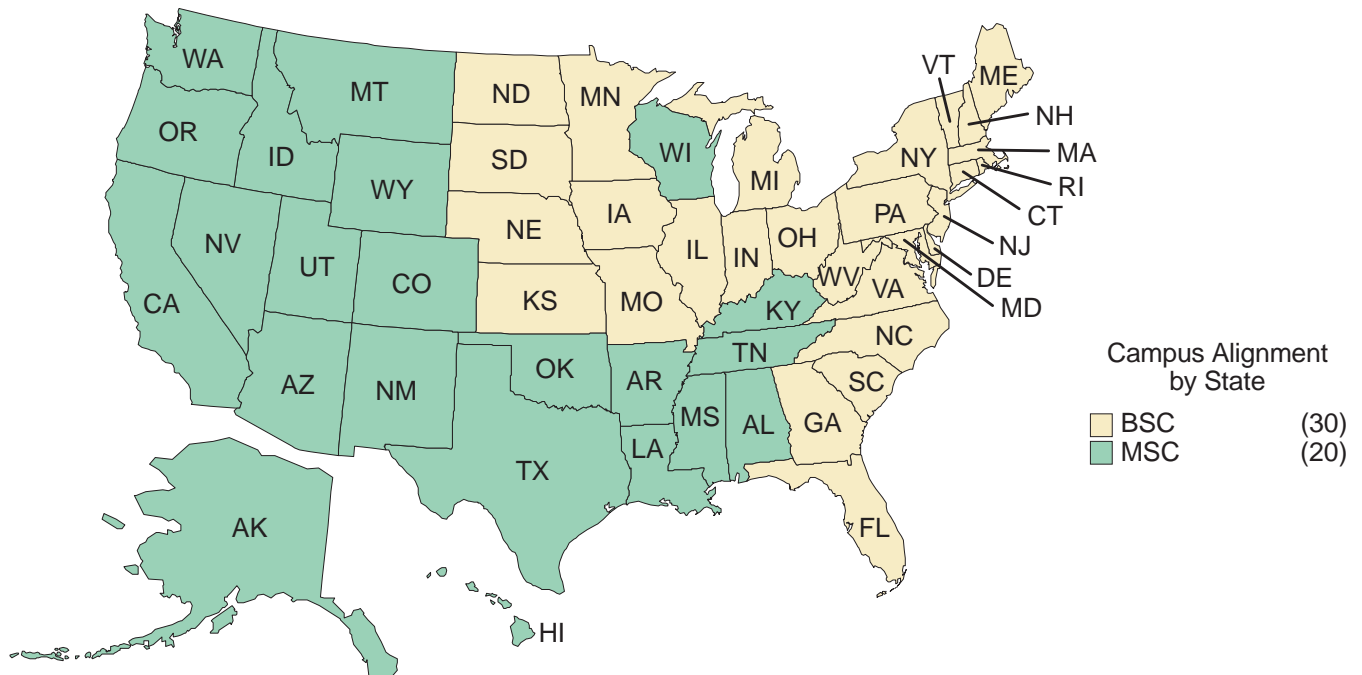 WA
MT
ND
MN
VT
ME
OR
ID
SD
WI
NH
NY
MA
WY
MI
RI
NE
IA
PA
CT
NV
UT
CO
IL
IN
OH
NJ
CA
KS
MO
WV
VA
DE
KY
MD
NC
AZ
NM
OK
AR
TN
SC
MS
AL
GA
LA
TX
AK
FL
HI
Campus Alignment
by State
BSC (30)
MSC (20)